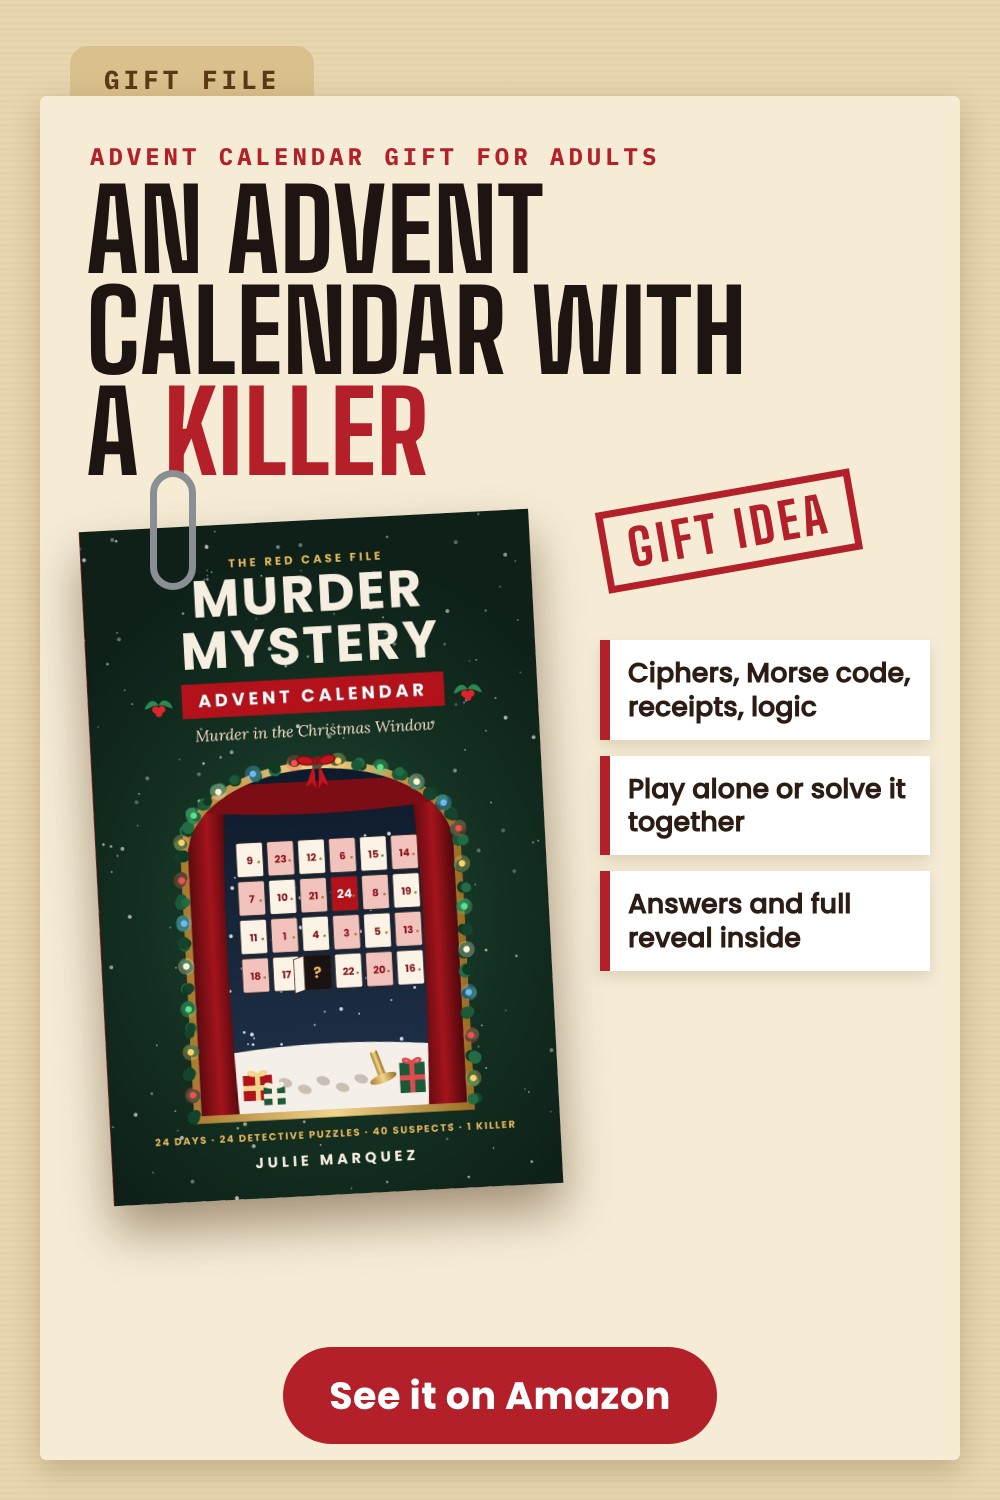 GIFT FILE
ADVENT CALENDAR GIFT FOR ADULTS
AN ADVENT
CALENDAR WITH
A KILLER
GIFT IDEA
THE RED CASE FILE
MURDER
MYSTERY
ADVENT CALENDAR
Murder in the Christmas Window
9 23 12 6 15 14
7 10 21 24 8 19
11 1 4 3 5 13
18 17 ? 22 20 16
24 DAYS · 24 DETECTIVE PUZZLES · 40 SUSPECTS · 1 KILLER
JULIE MARQUEZ
Ciphers, Morse code,
receipts, logic
Play alone or solve it
together
Answers and full
reveal inside
See it on Amazon